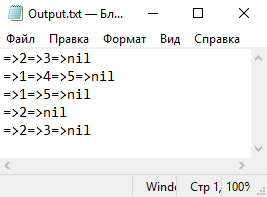 Output.txt — Бл...
Файл Правка Формат Вид Справка
=>2=>3=>nil
=>1=>4=>5=>nil
=>1=>5=>nil
=>2=>nil
=>2=>3=>nil
Windo Стр 1, 100%